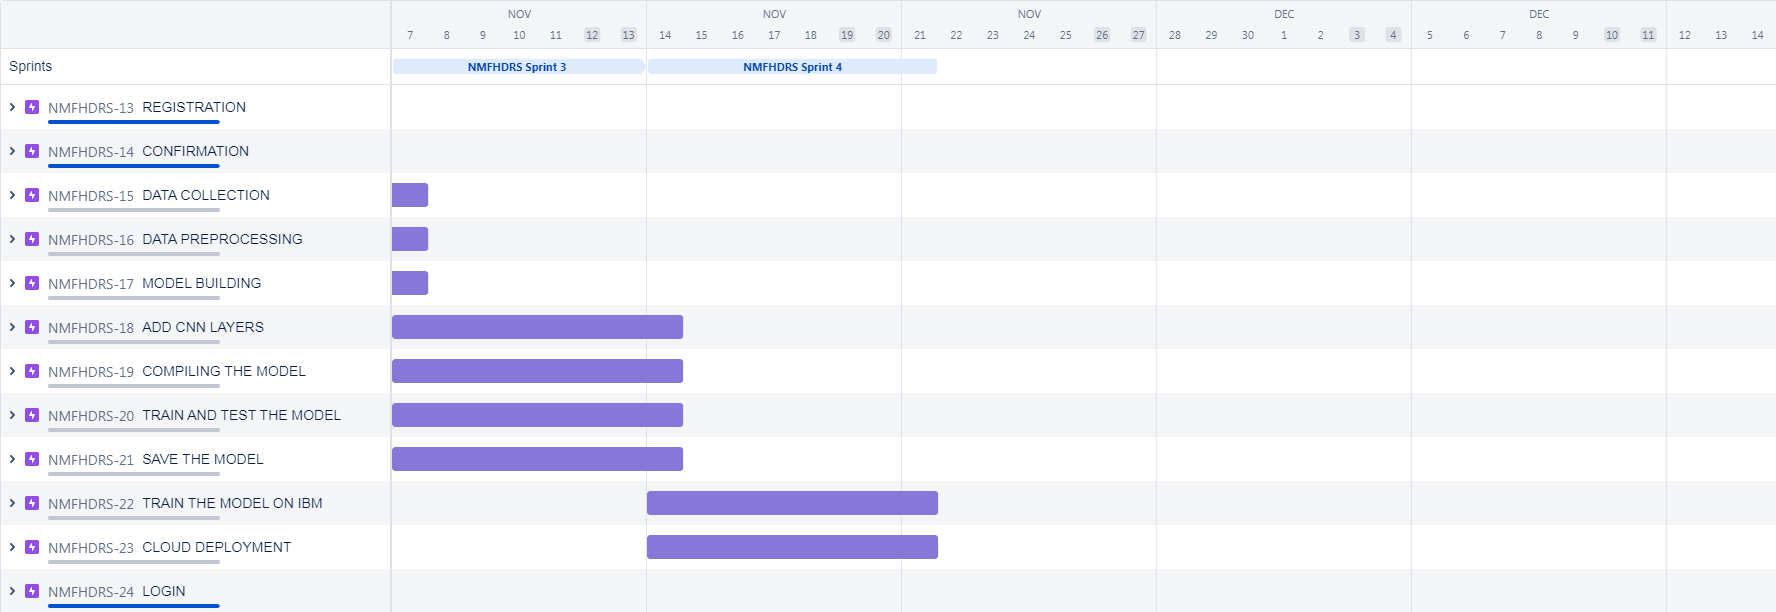 NOV NOV NOV DEC DEC
7 8 9 10 11 12 13 14 15 16 17 18 19 20 21 22 23 24 25 26 27 28 29 30 1 2 3 4 5 6 7 8 9 10 11 12 13 14
Sprints NMFHDRS Sprint 3 NMFHDRS Sprint 4
NMFHDRS-13 REGISTRATION
NMFHDRS-14 CONFIRMATION
NMFHDRS-15 DATA COLLECTION
NMFHDRS-16 DATA PREPROCESSING
NMFHDRS-17 MODEL BUILDING
NMFHDRS-18 ADD CNN LAYERS
NMFHDRS-19 COMPILING THE MODEL
NMFHDRS-20 TRAIN AND TEST THE MODEL
NMFHDRS-21 SAVE THE MODEL
NMFHDRS-22 TRAIN THE MODEL ON IBM
NMFHDRS-23 CLOUD DEPLOYMENT
NMFHDRS-24 LOGIN